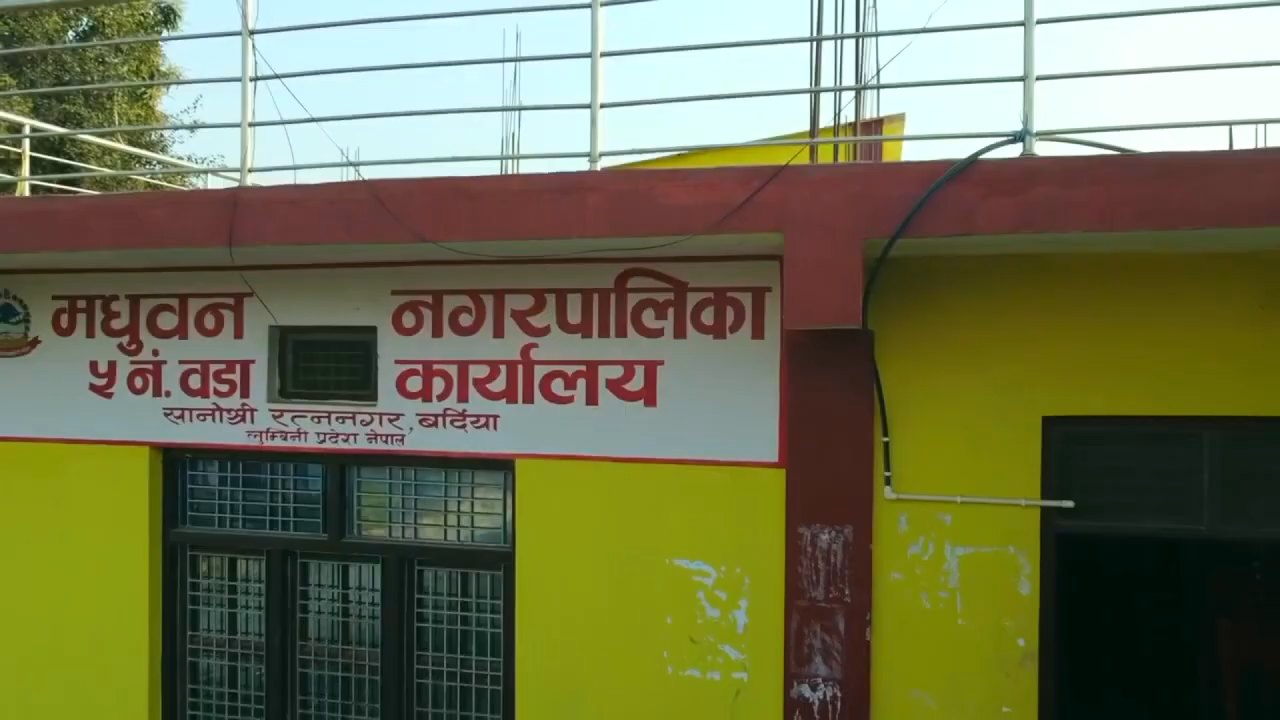 मधुवन नगरपालिका
५ नं. वडा कार्यालय
सानोश्री रत्ननगर, बर्दिया
लुम्बिनी प्रदेश नेपाल